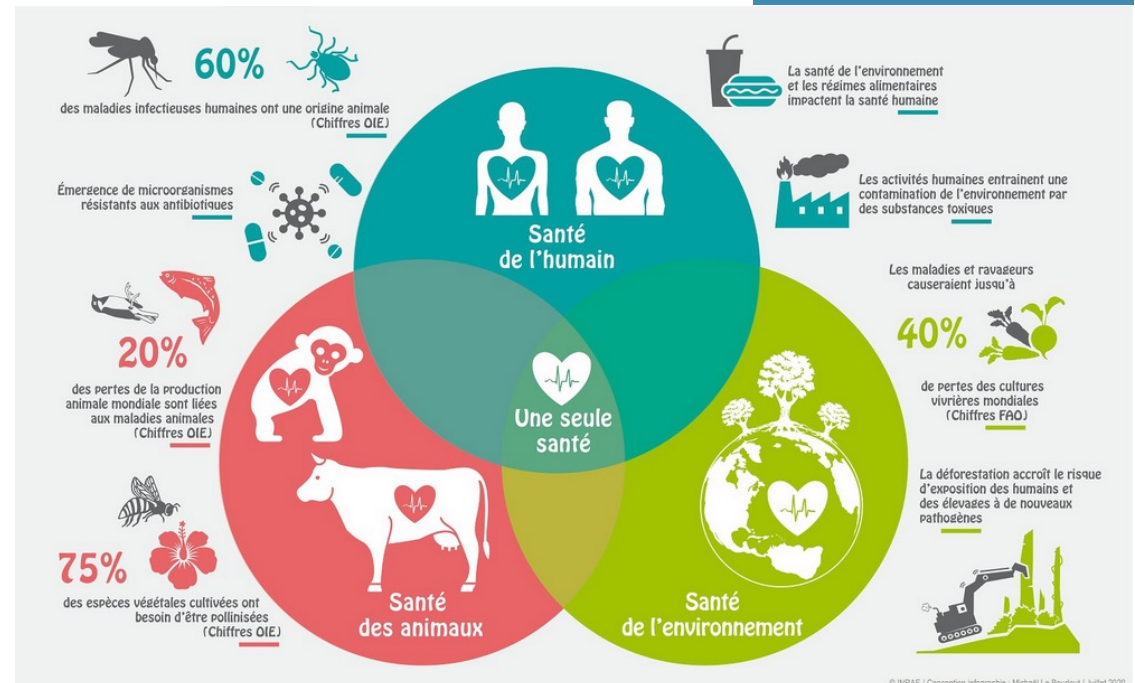 60%
des maladies infectieuses humaines ont une origine animale
(Chiffres OIE)
Émergence de microorganismes
résistants aux antibiotiques
20%
des pertes de la production
animale mondiale sont liées
aux maladies animales
(Chiffres OIE)
75%
des espèces végétales cultivées ont
besoin d'être pollinisées
(Chiffres OIE)
Santé
de l'humain
Une seule
santé
Santé
des animaux
Santé
de l'environnement
La santé de l'environnement
et les régimes alimentaires
impactent la santé humaine
Les activités humaines entrainent une
contamination de l'environnement par
des substances toxiques
Les maladies et ravageurs
causeraient jusqu'à
40%
de pertes des cultures
vivrières mondiales
(Chiffres FAO)
La déforestation accroît le risque
d'exposition des humains et
des élevages à de nouveaux
pathogènes